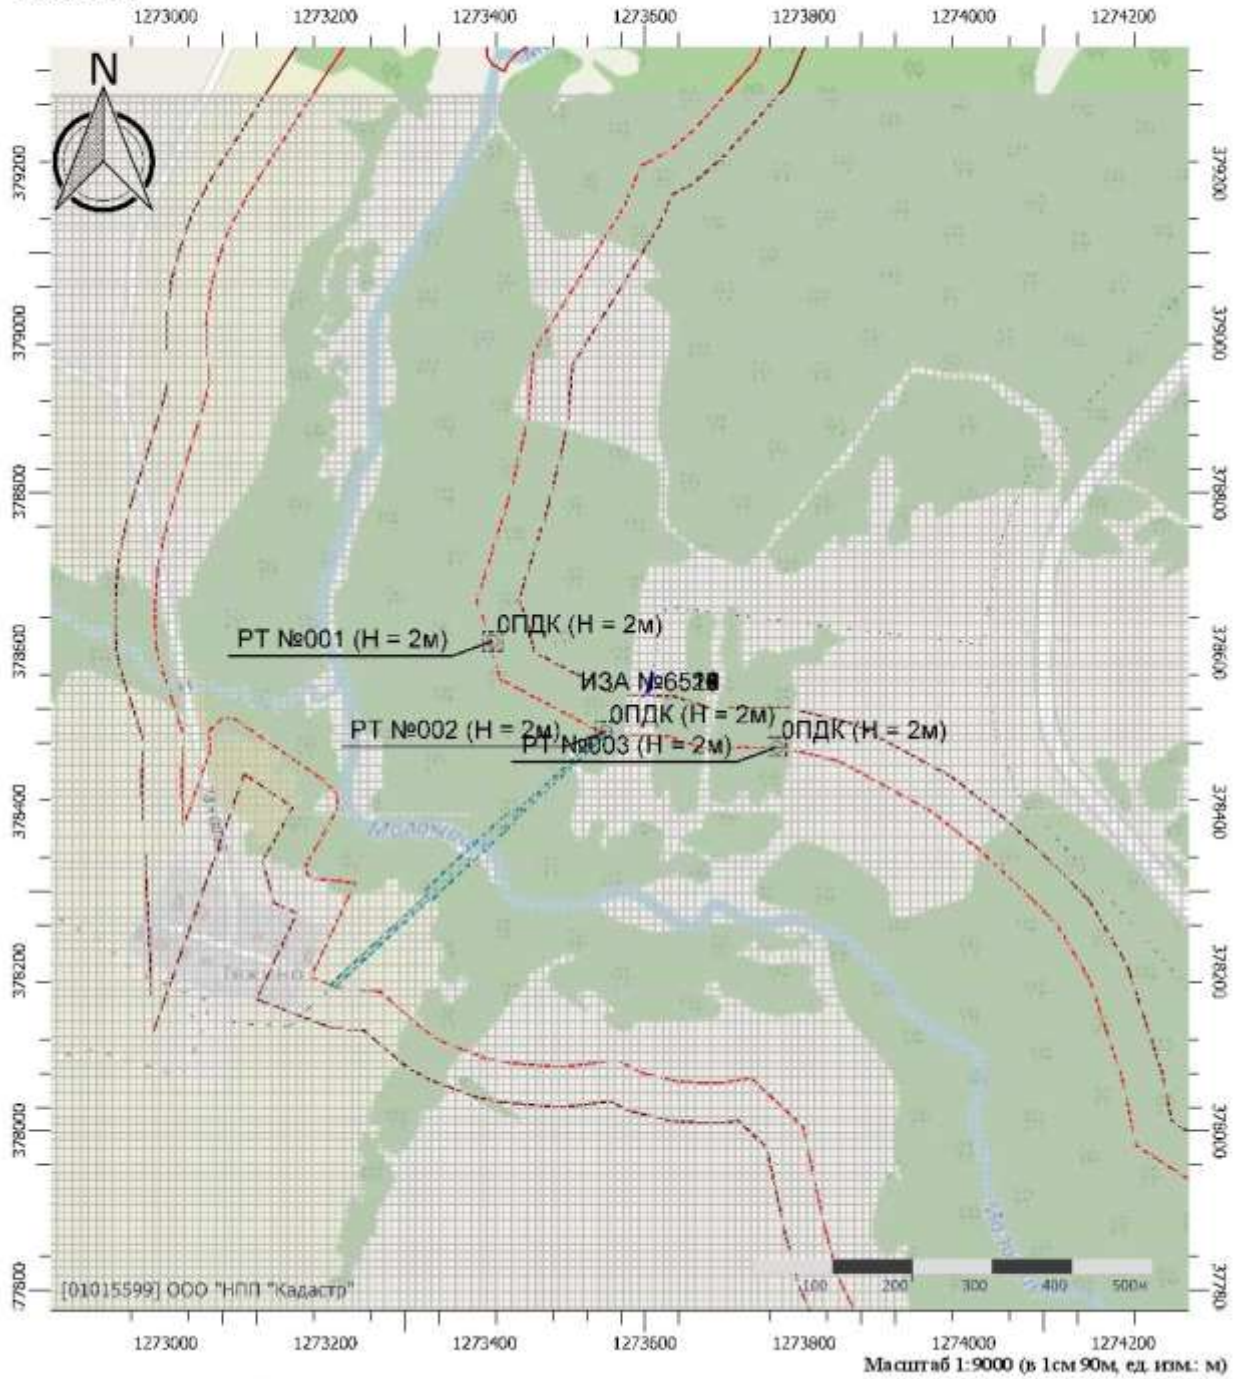 1273000 1273200 1273400 1273600 1273800 1274000 1274200
N
379200 379200
379000 379000
378800 378800
0ПДК (H = 2м)
РТ №001 (H = 2м)
378600 378600
ИЗА №65
0ПДК (H = 2м)
РТ №002 (H = 2м)
0ПДК (H = 2м)
РТ №003 (H = 2м)
378400 378400
378200 378200
378000 378000
[01015599] ООО "НПП "Кадастр"
100 200 300 400 500м
1273000 1273200 1273400 1273600 1273800 1274000 1274200
Масштаб 1:9000 (в 1см 90м, ед. изм.: м)